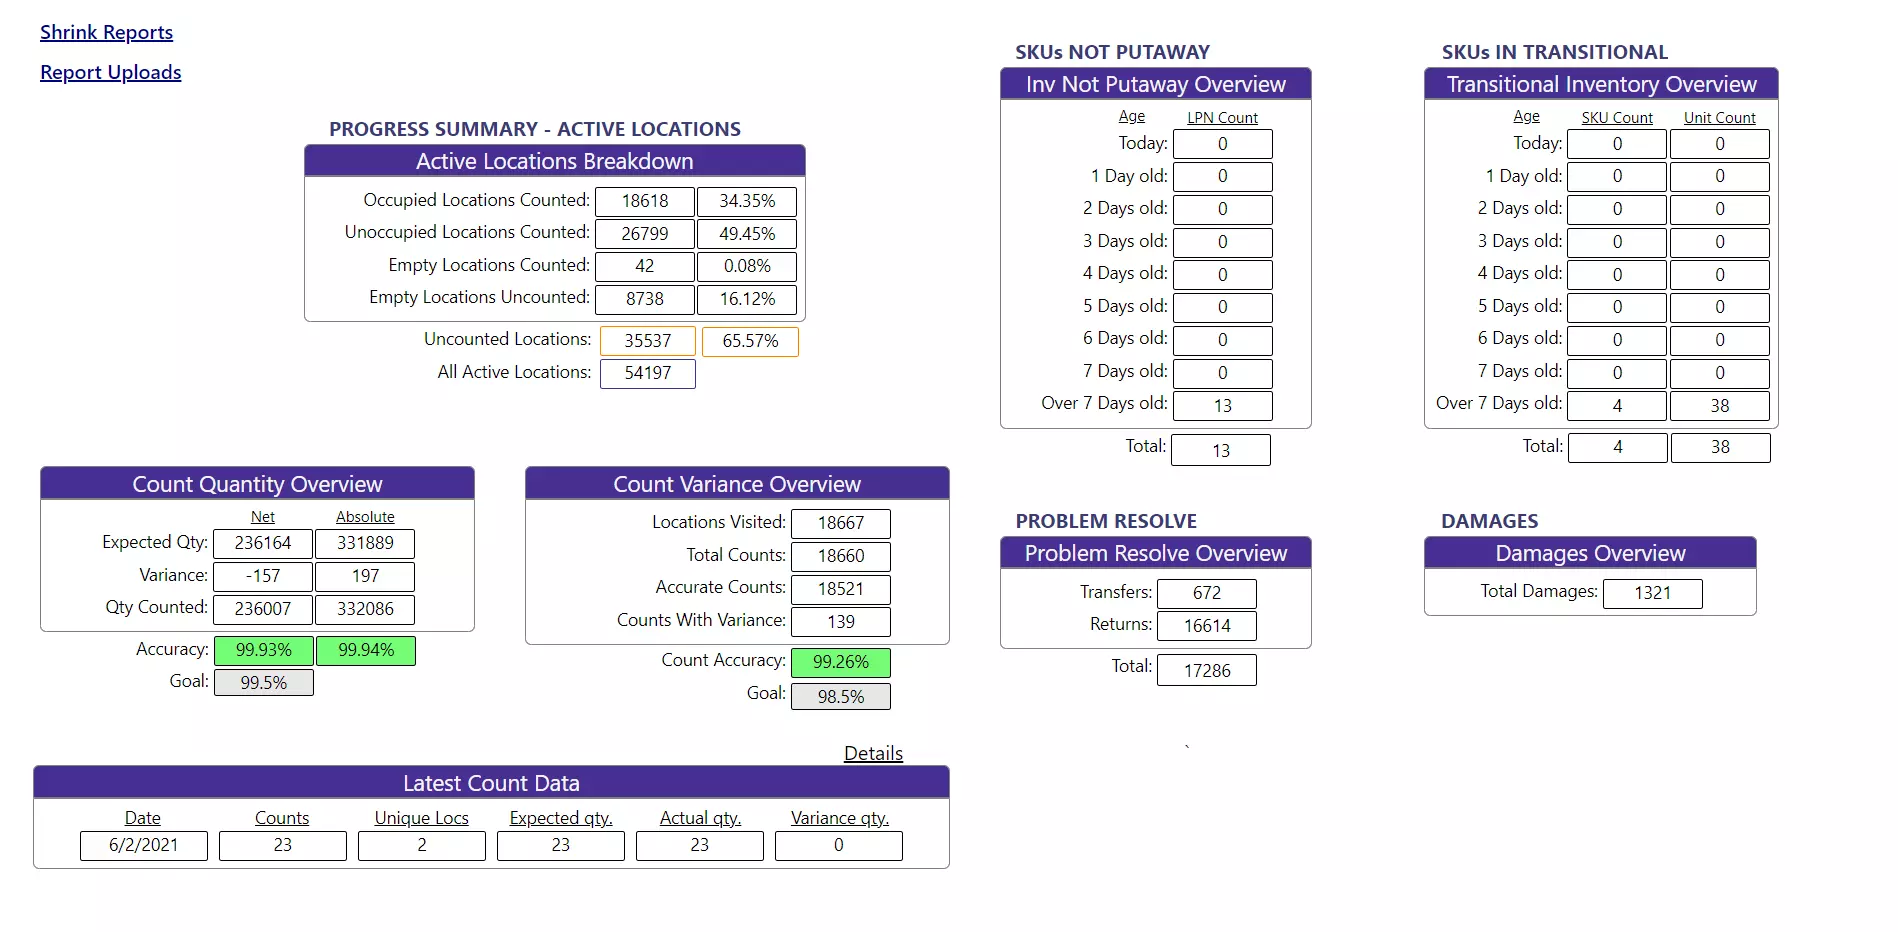 Shrink Reports
Report Uploads
PROGRESS SUMMARY - ACTIVE LOCATIONS
Active Locations Breakdown
Occupied Locations Counted: 18618 34.35%
Unoccupied Locations Counted: 26799 49.45%
Empty Locations Counted: 42 0.08%
Empty Locations Uncounted: 8738 16.12%
Uncounted Locations: 35537 65.57%
All Active Locations: 54197
SKUs NOT PUTAWAY
Inv Not Putaway Overview
Age LPN Count
Today: 0
1 Day old: 0
2 Days old: 0
3 Days old: 0
4 Days old: 0
5 Days old: 0
6 Days old: 0
7 Days old: 0
Over 7 Days old: 13
Total: 13
SKUs IN TRANSITIONAL
Transitional Inventory Overview
Age SKU Count Unit Count
Today: 0 0
1 Day old: 0 0
2 Days old: 0 0
3 Days old: 0 0
4 Days old: 0 0
5 Days old: 0 0
6 Days old: 0 0
7 Days old: 0 0
Over 7 Days old: 4 38
Total: 4 38
Count Quantity Overview
Net Absolute
Expected Qty: 236164 331889
Variance: -157 197
Qty Counted: 236007 332086
Accuracy: 99.93% 99.94%
Goal: 99.5%
Count Variance Overview
Locations Visited: 18667
Total Counts: 18660
Accurate Counts: 18521
Counts With Variance: 139
Count Accuracy: 99.26%
Goal: 98.5%
PROBLEM RESOLVE
Problem Resolve Overview
Transfers: 672
Returns: 16614
Total: 17286
DAMAGES
Damages Overview
Total Damages: 1321
Details
`
Latest Count Data
Date Counts Unique Locs Expected qty. Actual qty. Variance qty.
6/2/2021 23 2 23 23 0